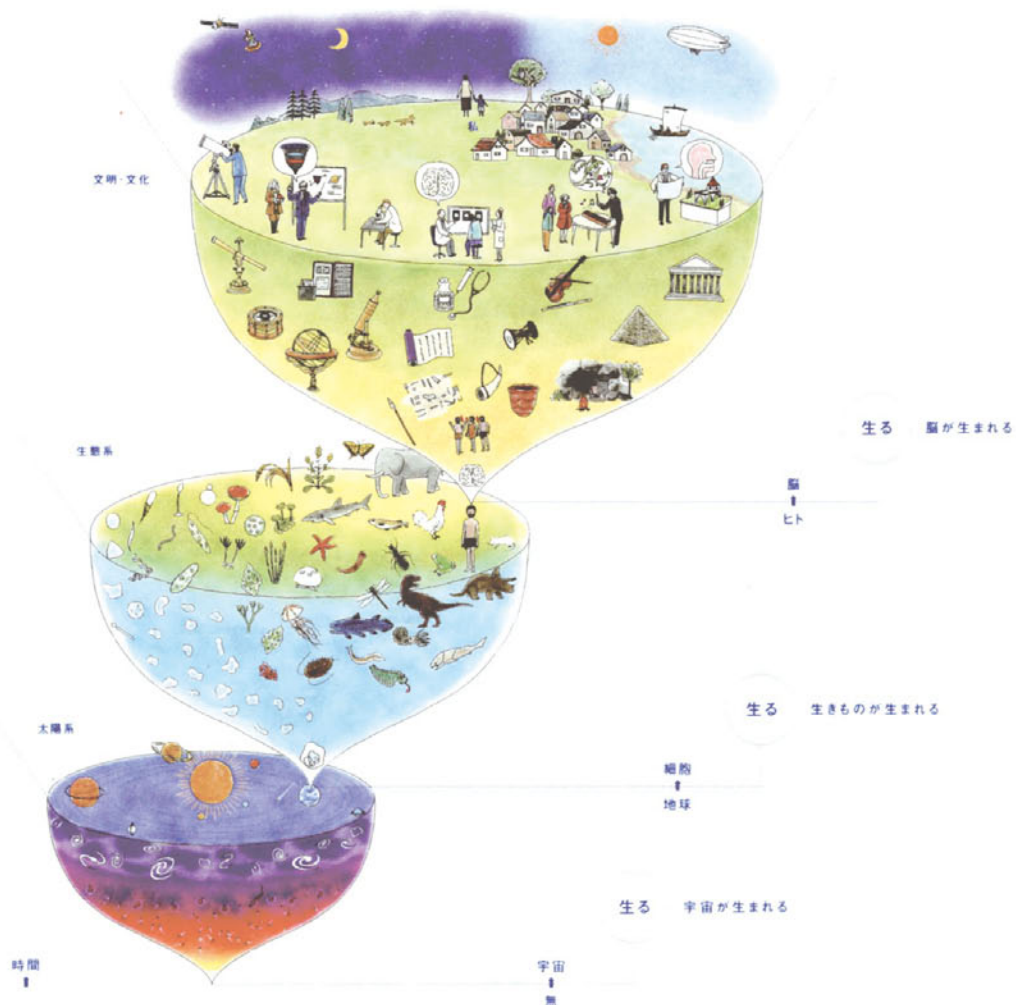 文明・文化
私
生る 脳が生まれる
生態系
脳
ヒト
生る 生きものが生まれる
太陽系
細胞
地球
生る 宇宙が生まれる
時間
宇宙
無